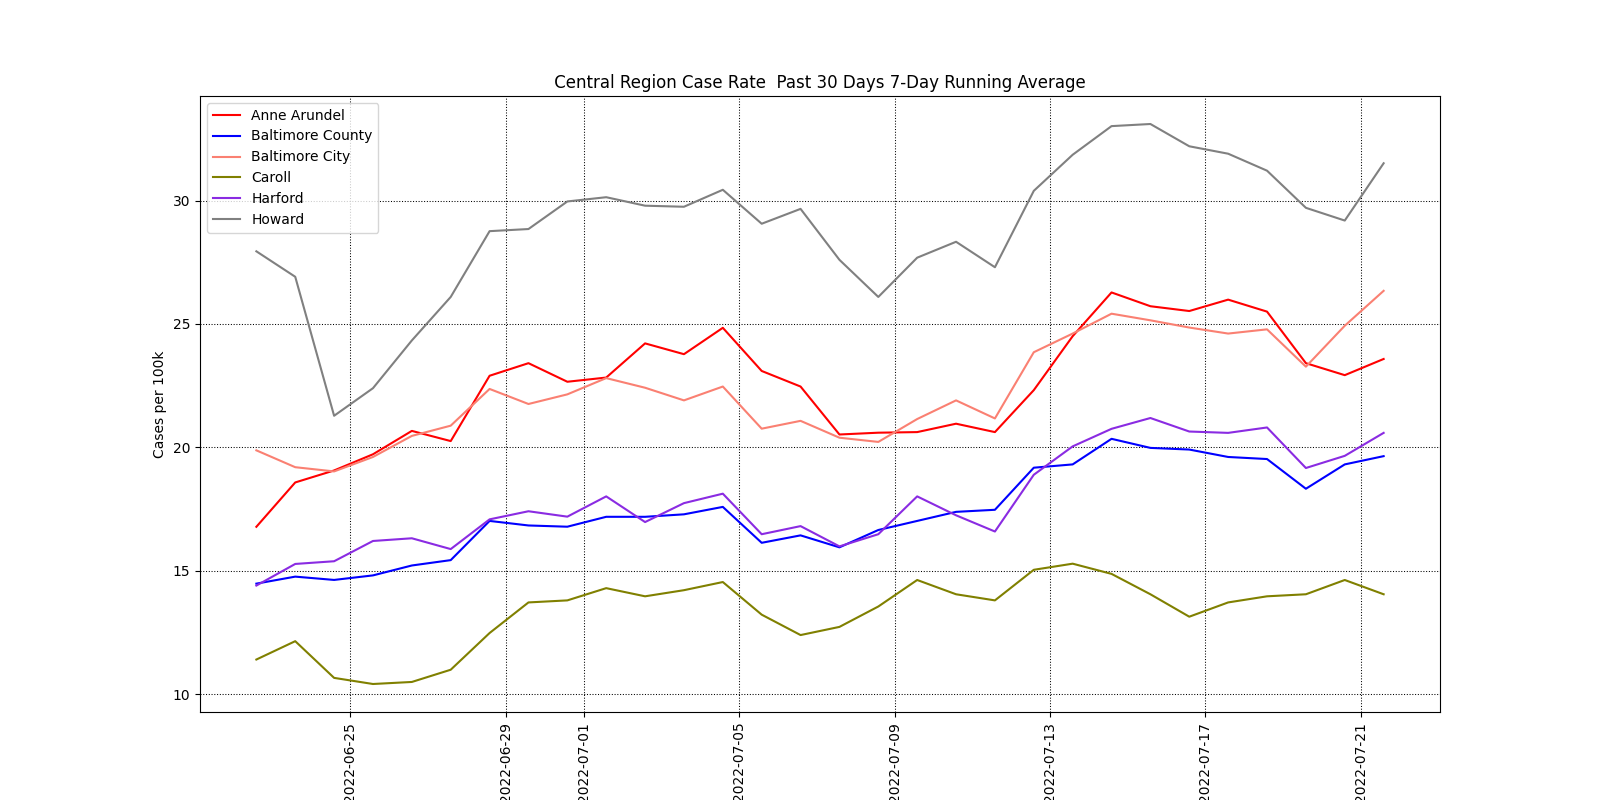 Central Region Case Rate  Past 30 Days 7-Day Running Average
Anne Arundel
Baltimore County
Baltimore City
Caroll
Harford
Howard
Cases per 100k
30
25
20
15
10
2022-06-25
2022-06-29
2022-07-01
2022-07-05
2022-07-09
2022-07-13
2022-07-17
2022-07-21